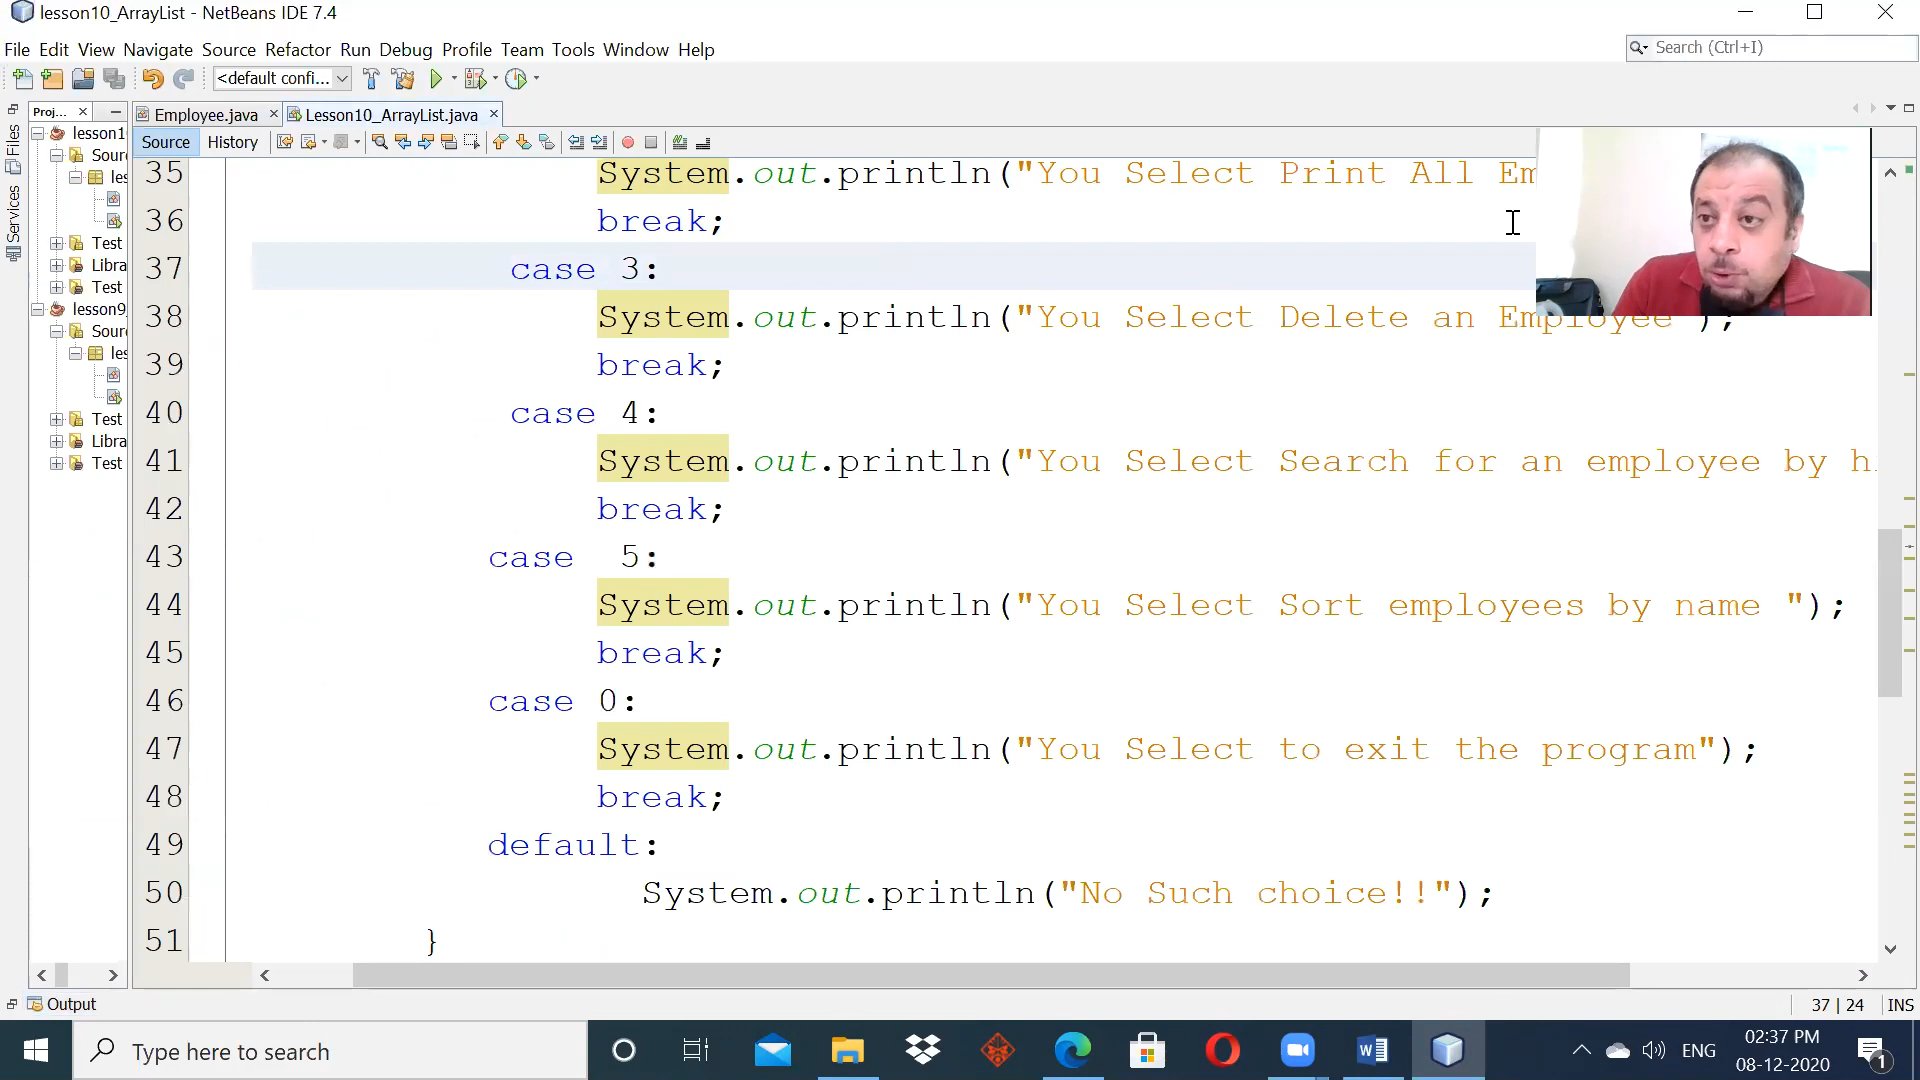 lesson10_ArrayList - NetBeans IDE 7.4
File Edit View Navigate Source Refactor Run Debug Profile Team Tools Window Help
Search (Ctrl+I)
<default confi...
Proj...
Employee.java
Lesson10_ArrayList.java
Files
Services
Source
History
lesson1
Sour
les
Test
Libra
Test
lesson9
Sour
les
Test
Libra
Test
35 System.out.println("You Select Print All Em
36 break;
37 case 3:
38 System.out.println("You Select Delete an Employee");
39 break;
40 case 4:
41 System.out.println("You Select Search for an employee by hi
42 break;
43 case  5:
44 System.out.println("You Select Sort employees by name ");
45 break;
46 case 0:
47 System.out.println("You Select to exit the program");
48 break;
49 default:
50 System.out.println("No Such choice!!");
51 }
Output
37 | 24 INS
Type here to search
ENG
02:37 PM
08-12-2020
1